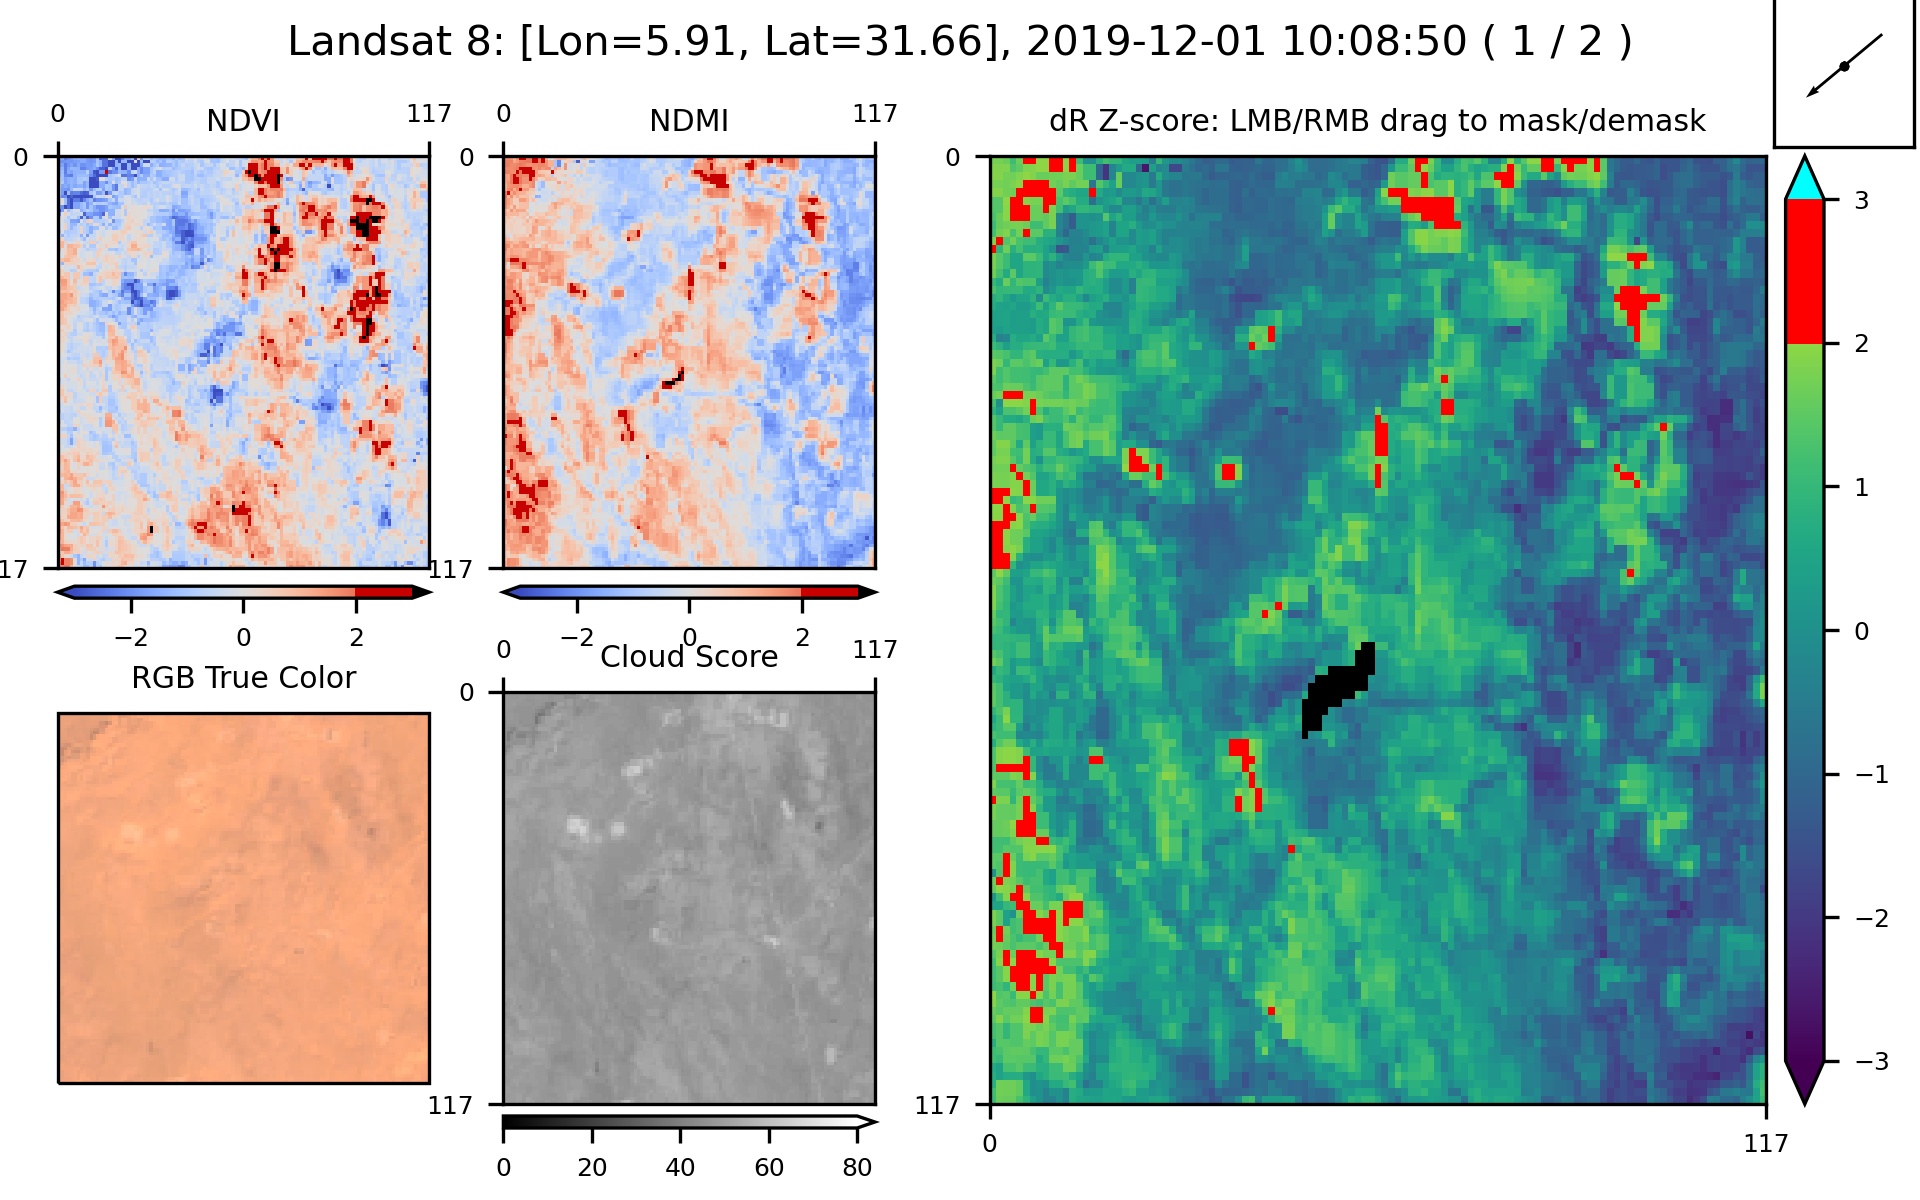 Landsat 8: [Lon=5.91, Lat=31.66], 2019-12-01 10:08:50 ( 1 / 2 )
0 NDVI 117
0
17
−2 0 2
0 NDMI 117
0
117
−2 0 2
RGB True Color
0 Cloud Score 117
0
117
0 20 40 60 80
dR Z-score: LMB/RMB drag to mask/demask
0
117
0 117
3
2
1
0
−1
−2
−3